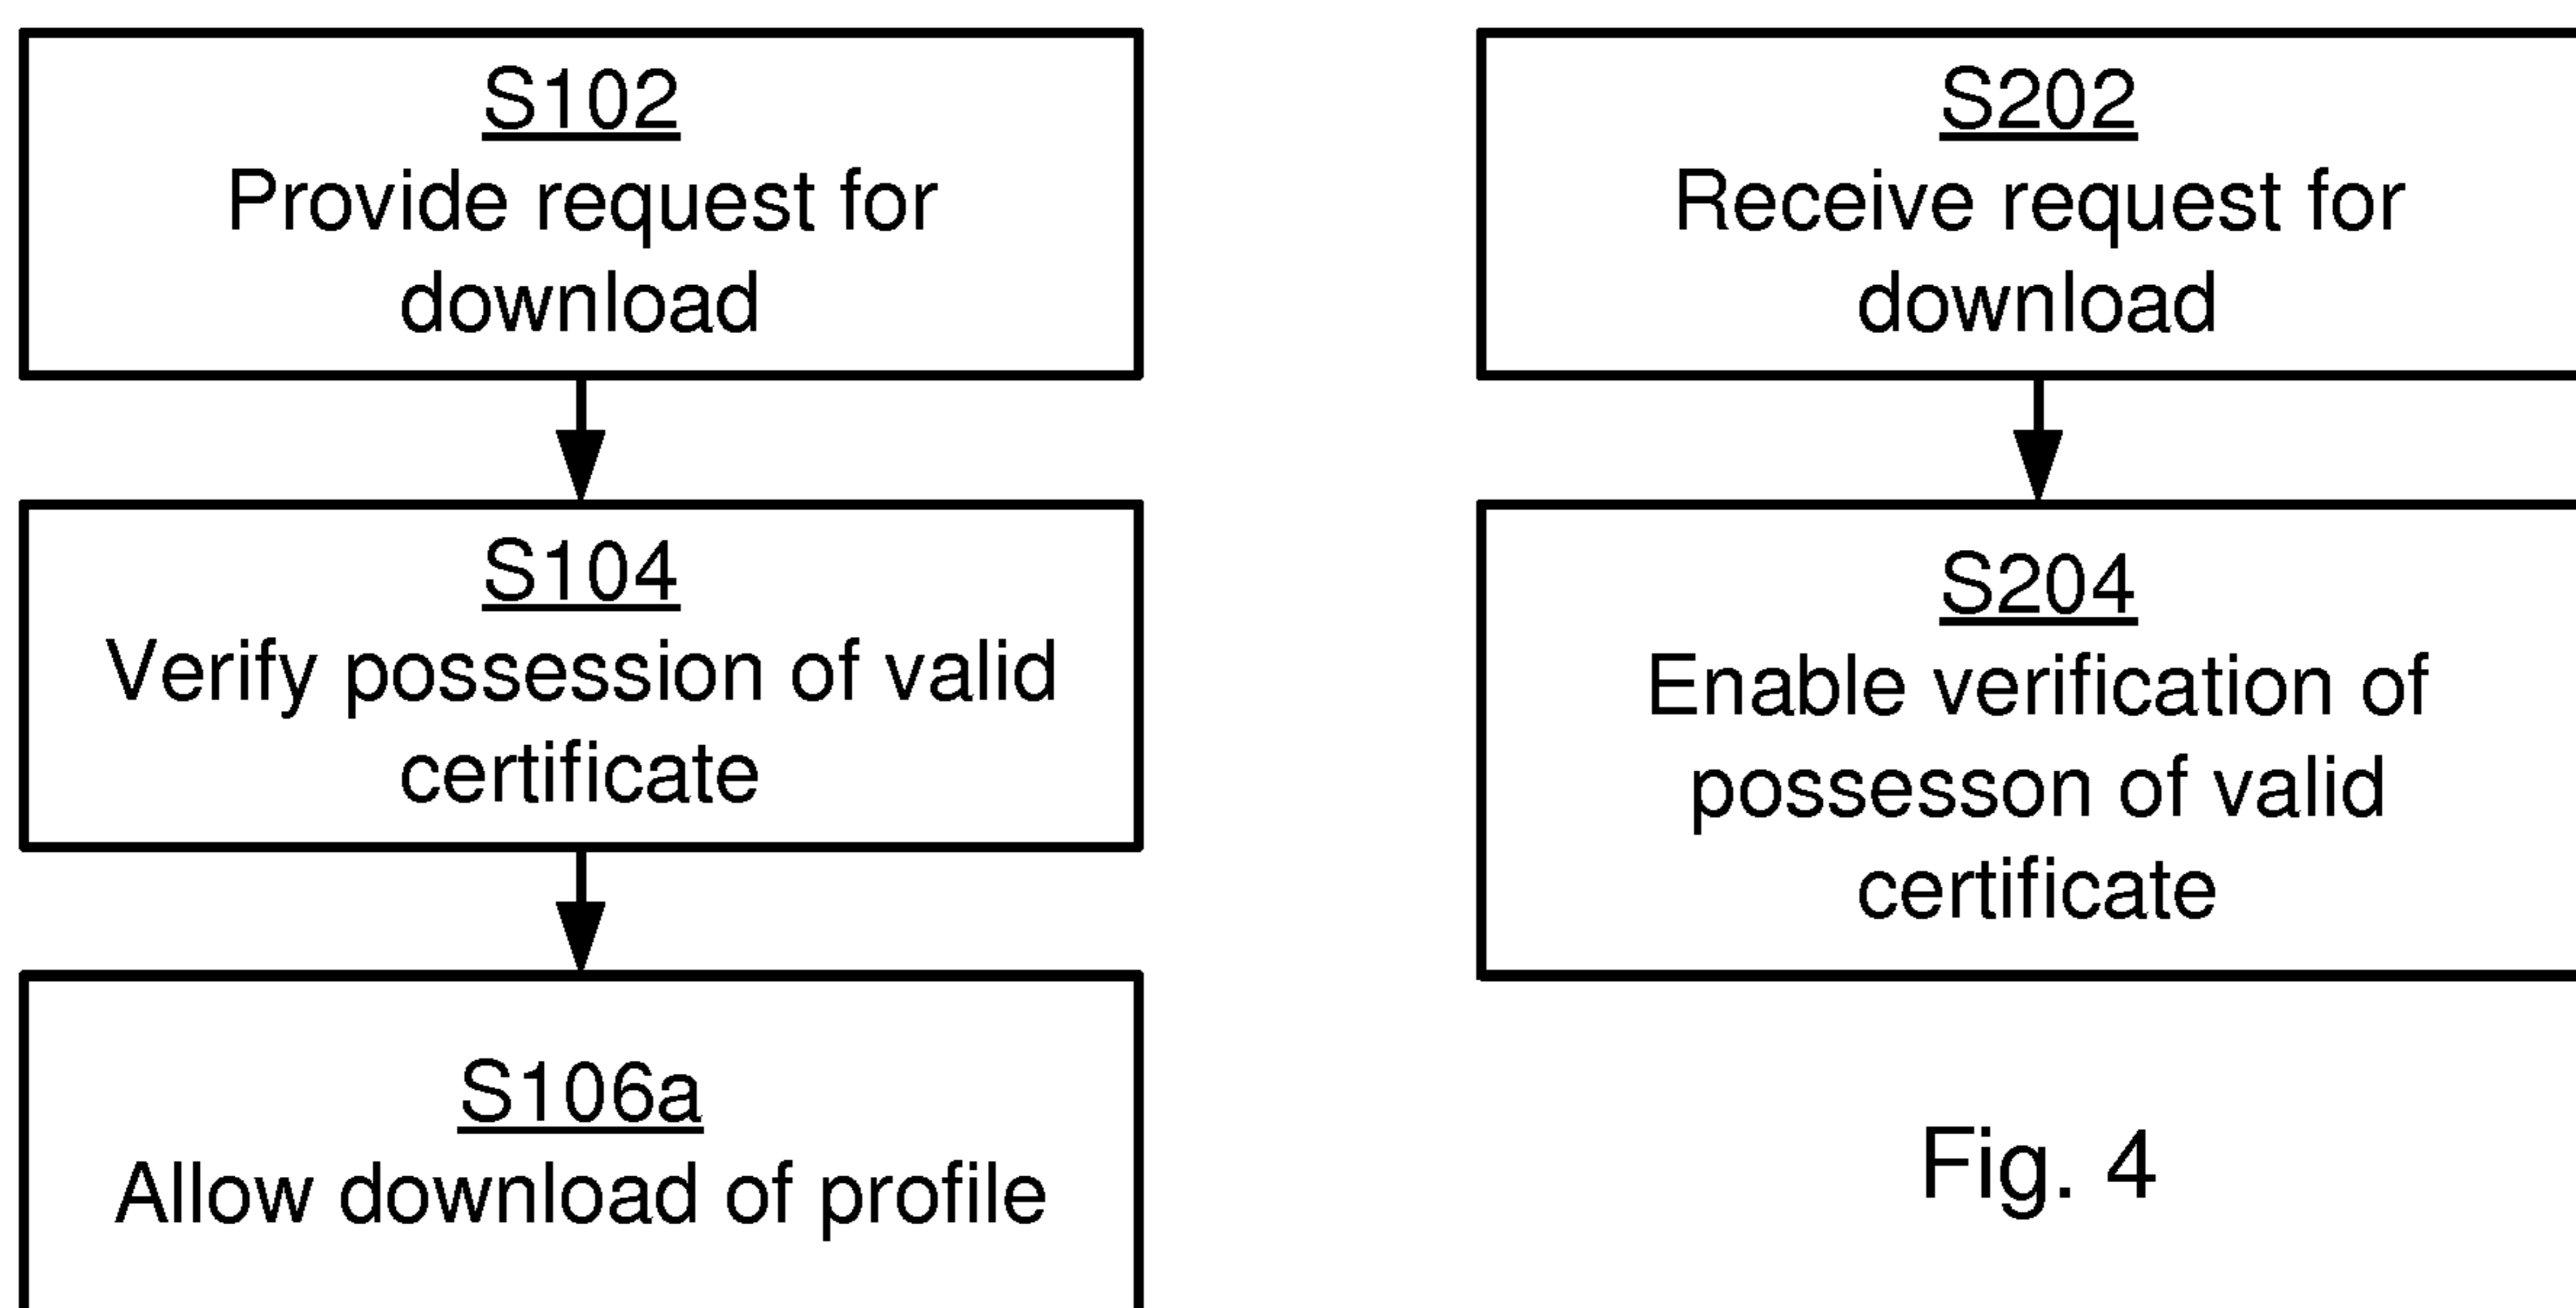 S102
Provide request for
download
S104
Verify possession of valid
certificate
S106a
Allow download of profile
S202
Receive request for
download
S204
Enable verification of
possesson of valid
certificate
Fig. 4